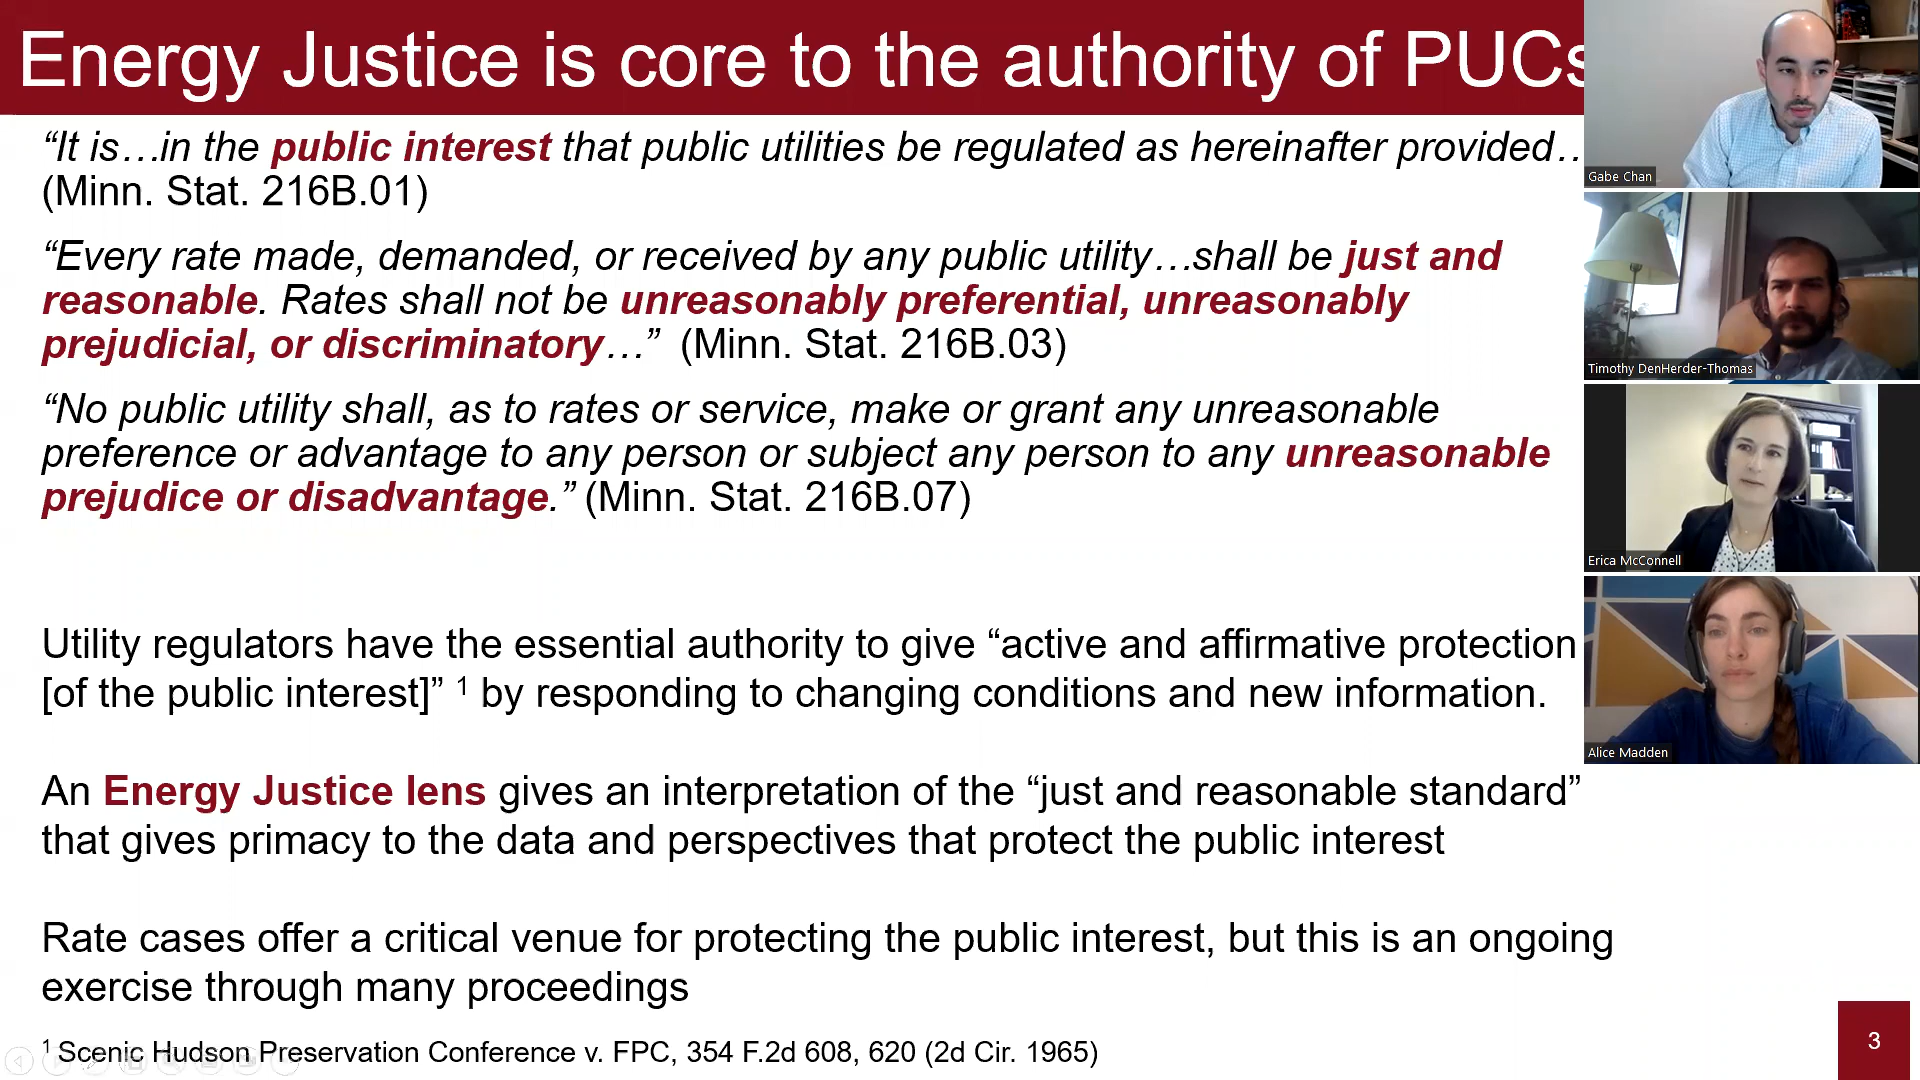 Energy Justice is core to the authority of PUCs
“It is…in the public interest that public utilities be regulated as hereinafter provided…
(Minn. Stat. 216B.01)
“Every rate made, demanded, or received by any public utility…shall be just and
reasonable. Rates shall not be unreasonably preferential, unreasonably
prejudicial, or discriminatory…” (Minn. Stat. 216B.03)
“No public utility shall, as to rates or service, make or grant any unreasonable
preference or advantage to any person or subject any person to any unreasonable
prejudice or disadvantage.” (Minn. Stat. 216B.07)
Utility regulators have the essential authority to give “active and affirmative protection
[of the public interest]” 1 by responding to changing conditions and new information.
An Energy Justice lens gives an interpretation of the “just and reasonable standard”
that gives primacy to the data and perspectives that protect the public interest
Rate cases offer a critical venue for protecting the public interest, but this is an ongoing
exercise through many proceedings
1 Scenic Hudson Preservation Conference v. FPC, 354 F.2d 608, 620 (2d Cir. 1965)
3
Gabe Chan
Timothy DenHerder-Thomas
Erica McConnell
Alice Madden